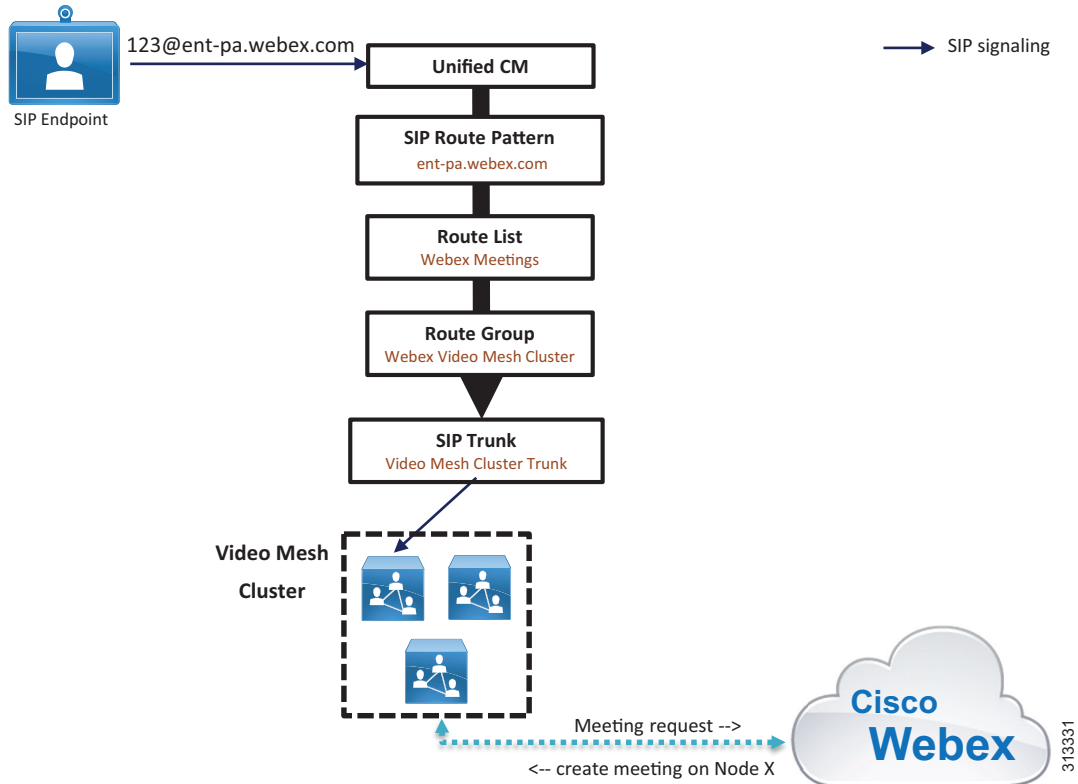 123@ent-pa.webex.com
SIP signaling
SIP Endpoint
Unified CM
SIP Route Pattern
ent-pa.webex.com
Route List
Webex Meetings
Route Group
Webex Video Mesh Cluster
SIP Trunk
Video Mesh Cluster Trunk
Video Mesh
Cluster
Meeting request -->
<-- create meeting on Node X
Cisco
Webex
313331